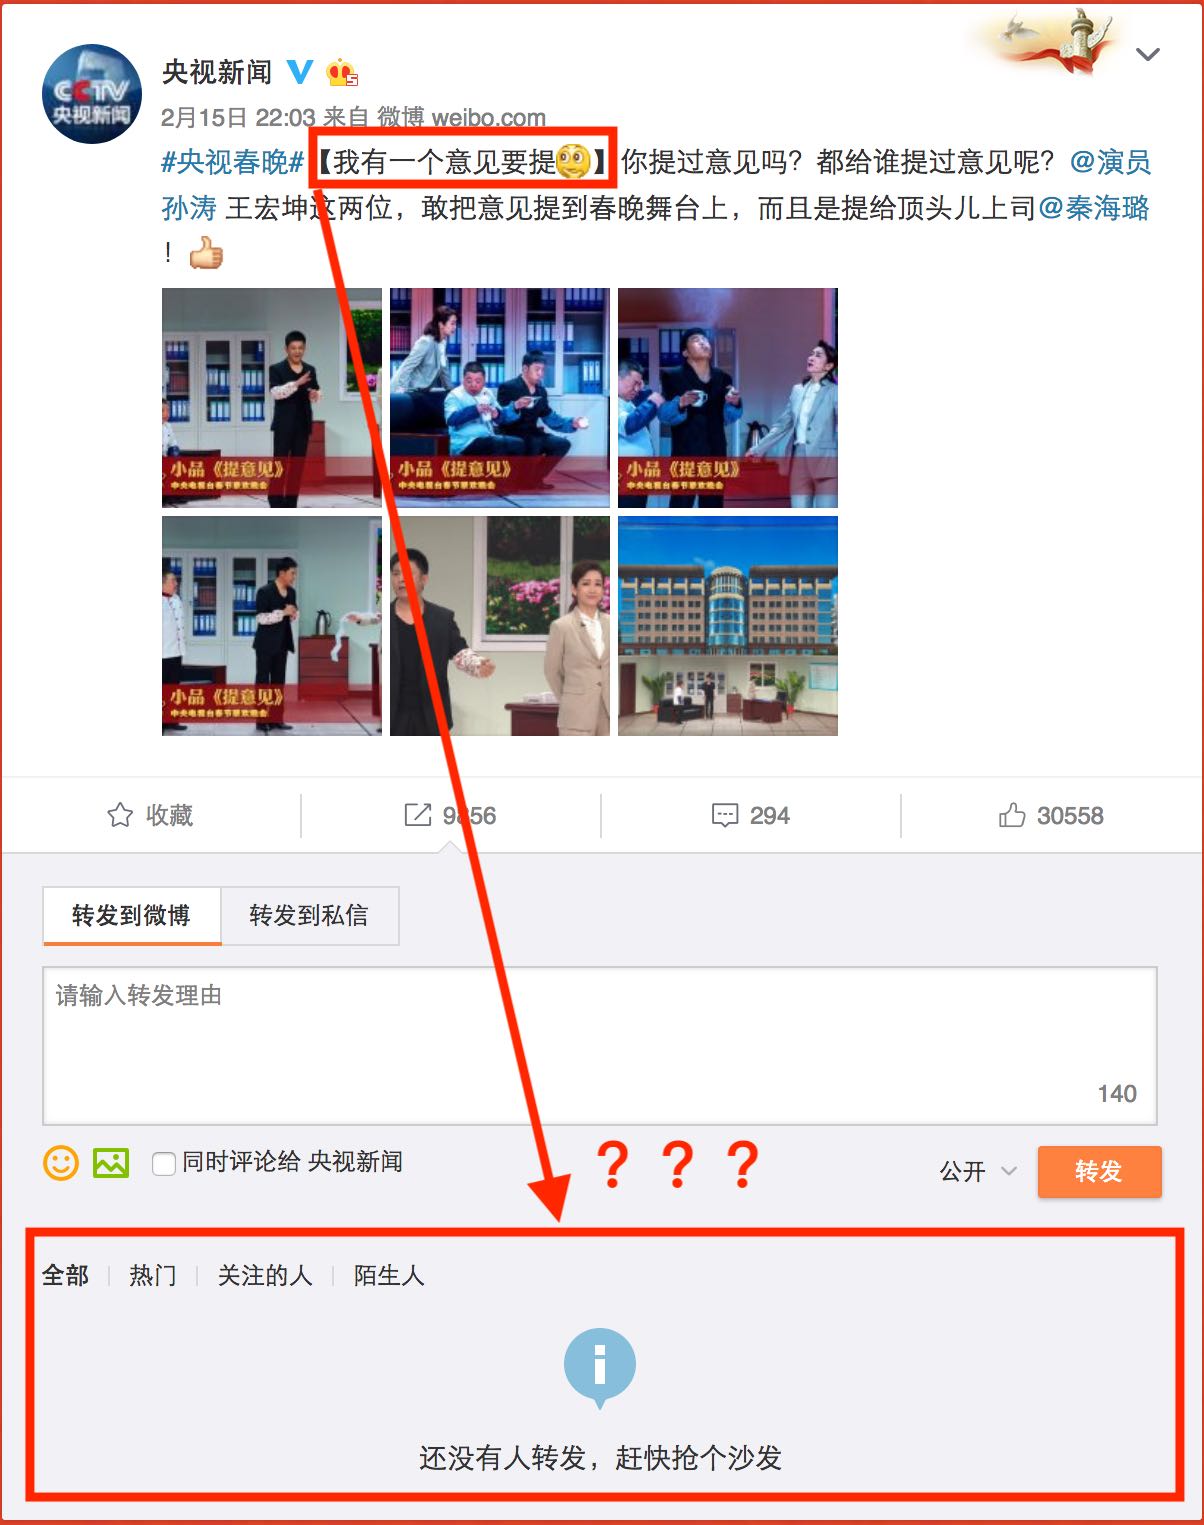 CCTV
央视新闻
央视新闻
2月15日 22:03 来自 微博 weibo.com
#央视春晚#【我有一个意见要提】你提过意见吗？都给谁提过意见呢？@演员
孙涛 王宏坤这两位，敢把意见提到春晚舞台上，而且是提给顶头儿上司@秦海璐
！
小品《提意见》
中央电视台春节联欢晚会
小品《提意见》
中央电视台春节联欢晚会
小品《提意见》
中央电视台春节联欢晚会
小品《提意见》
中央电视台春节联欢晚会
收藏
9856
294
30558
转发到微博
转发到私信
请输入转发理由
140
同时评论给 央视新闻
？？？
公开
转发
全部
热门
关注的人
陌生人
还没有人转发，赶快抢个沙发